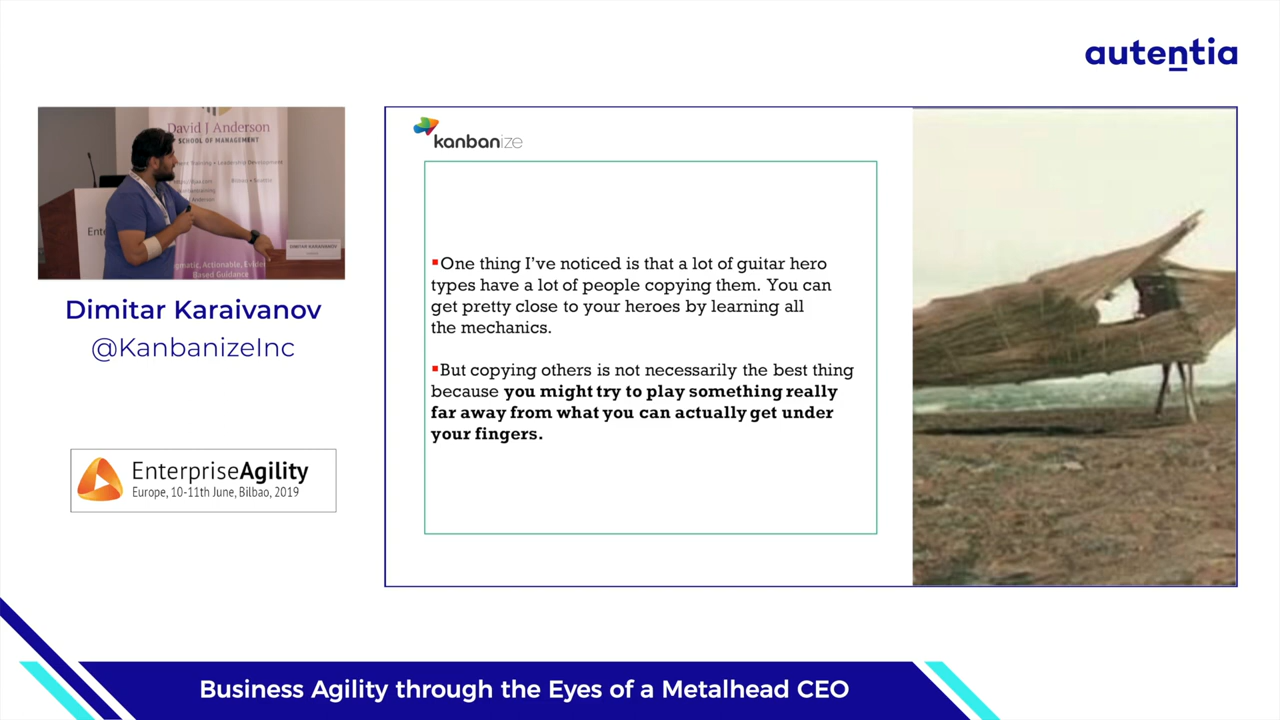 autentia
David J Anderson
SCHOOL OF MANAGEMENT
DIMITAR KARAIVANOV
Based Guidance
Dimitar Karaivanov
@KanbanizeInc
EnterpriseAgility
Europe, 10-11th June, Bilbao, 2019
kanbanize
One thing I've noticed is that a lot of guitar hero
types have a lot of people copying them. You can
get pretty close to your heroes by learning all
the mechanics.
But copying others is not necessarily the best thing
because you might try to play something really
far away from what you can actually get under
your fingers.
Business Agility through the Eyes of a Metalhead CEO